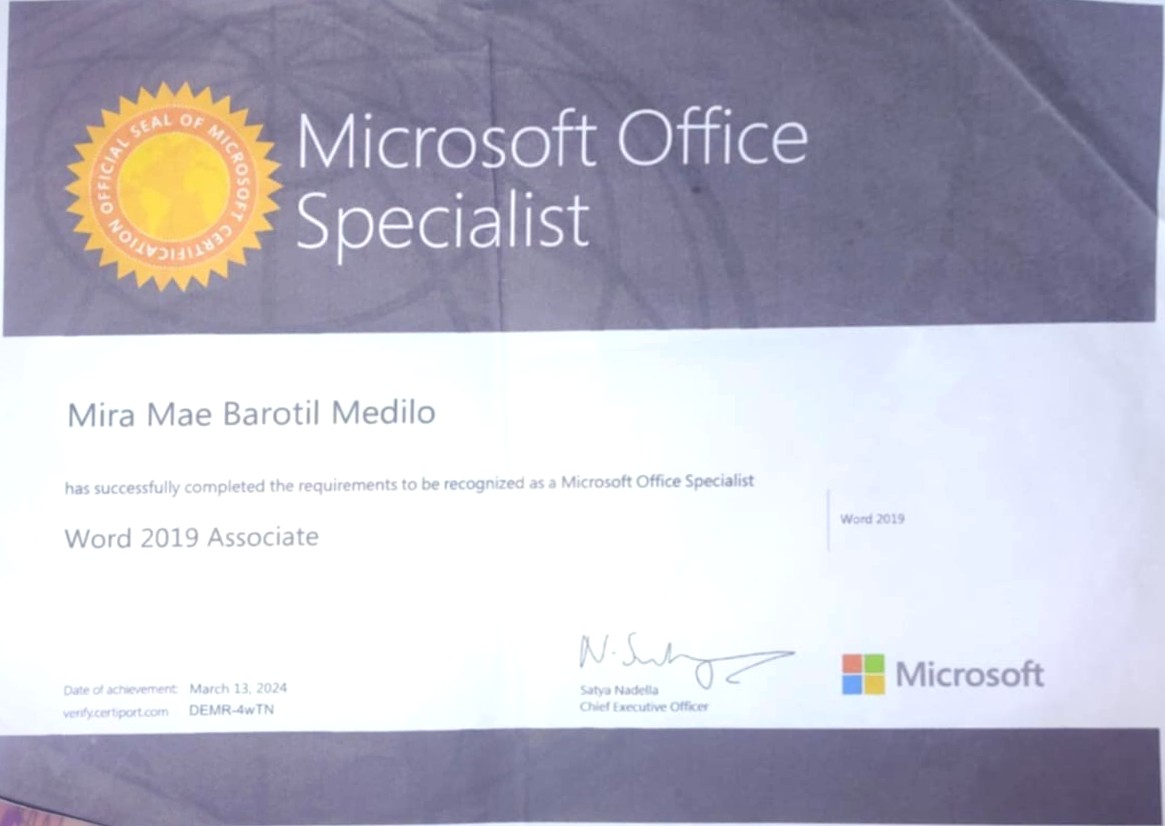 OFFICIAL SEAL OF MICROSOFT CERTIFICATION
Microsoft Office
Specialist
Mira Mae Barotil Medilo
has successfully completed the requirements to be recognized as a Microsoft Office Specialist
Word 2019 Associate
Word 2019
Date of achievement: March 13, 2024
verify.certiport.com DEMR-4wTN
N. Satya
Satya Nadella
Chief Executive Officer
Microsoft